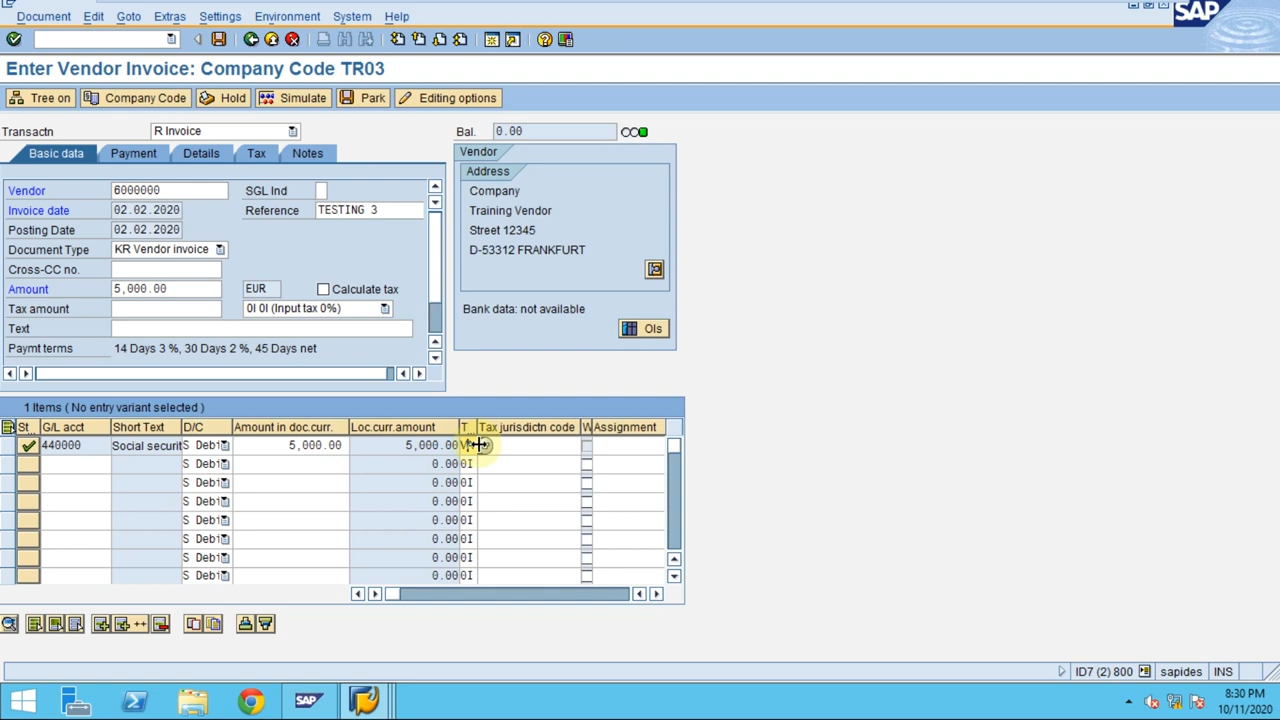 Document Edit Goto Extras Settings Environment System Help
SAP
Enter Vendor Invoice: Company Code TR03
Tree on Company Code Hold Simulate Park Editing options
Transactn R Invoice Bal. 0.00
Basic data Payment Details Tax Notes
Vendor 6000000 SGL Ind
Invoice date 02.02.2020 Reference TESTING 3
Posting Date 02.02.2020
Document Type KR Vendor invoice
Cross-CC no.
Amount 5,000.00 EUR Calculate tax
Tax amount 0I 0I (Input tax 0%)
Text
Paymt terms 14 Days 3 %, 30 Days 2 %, 45 Days net
Vendor
Address
Company
Training Vendor
Street 12345
D-53312 FRANKFURT
Bank data: not available
OIs
1 Items ( No entry variant selected )
St G/L acct Short Text D/C Amount in doc.curr. Loc.curr.amount T... Tax jurisdictn code W Assignment
440000 Social securit S Debi 5,000.00 5,000.00
S Debi 0.00 0I
S Debi 0.00 0I
S Debi 0.00 0I
S Debi 0.00 0I
S Debi 0.00 0I
S Debi 0.00 0I
S Debi 0.00 0I
ID7 (2) 800 sapides INS
SAP
8:30 PM
10/11/2020